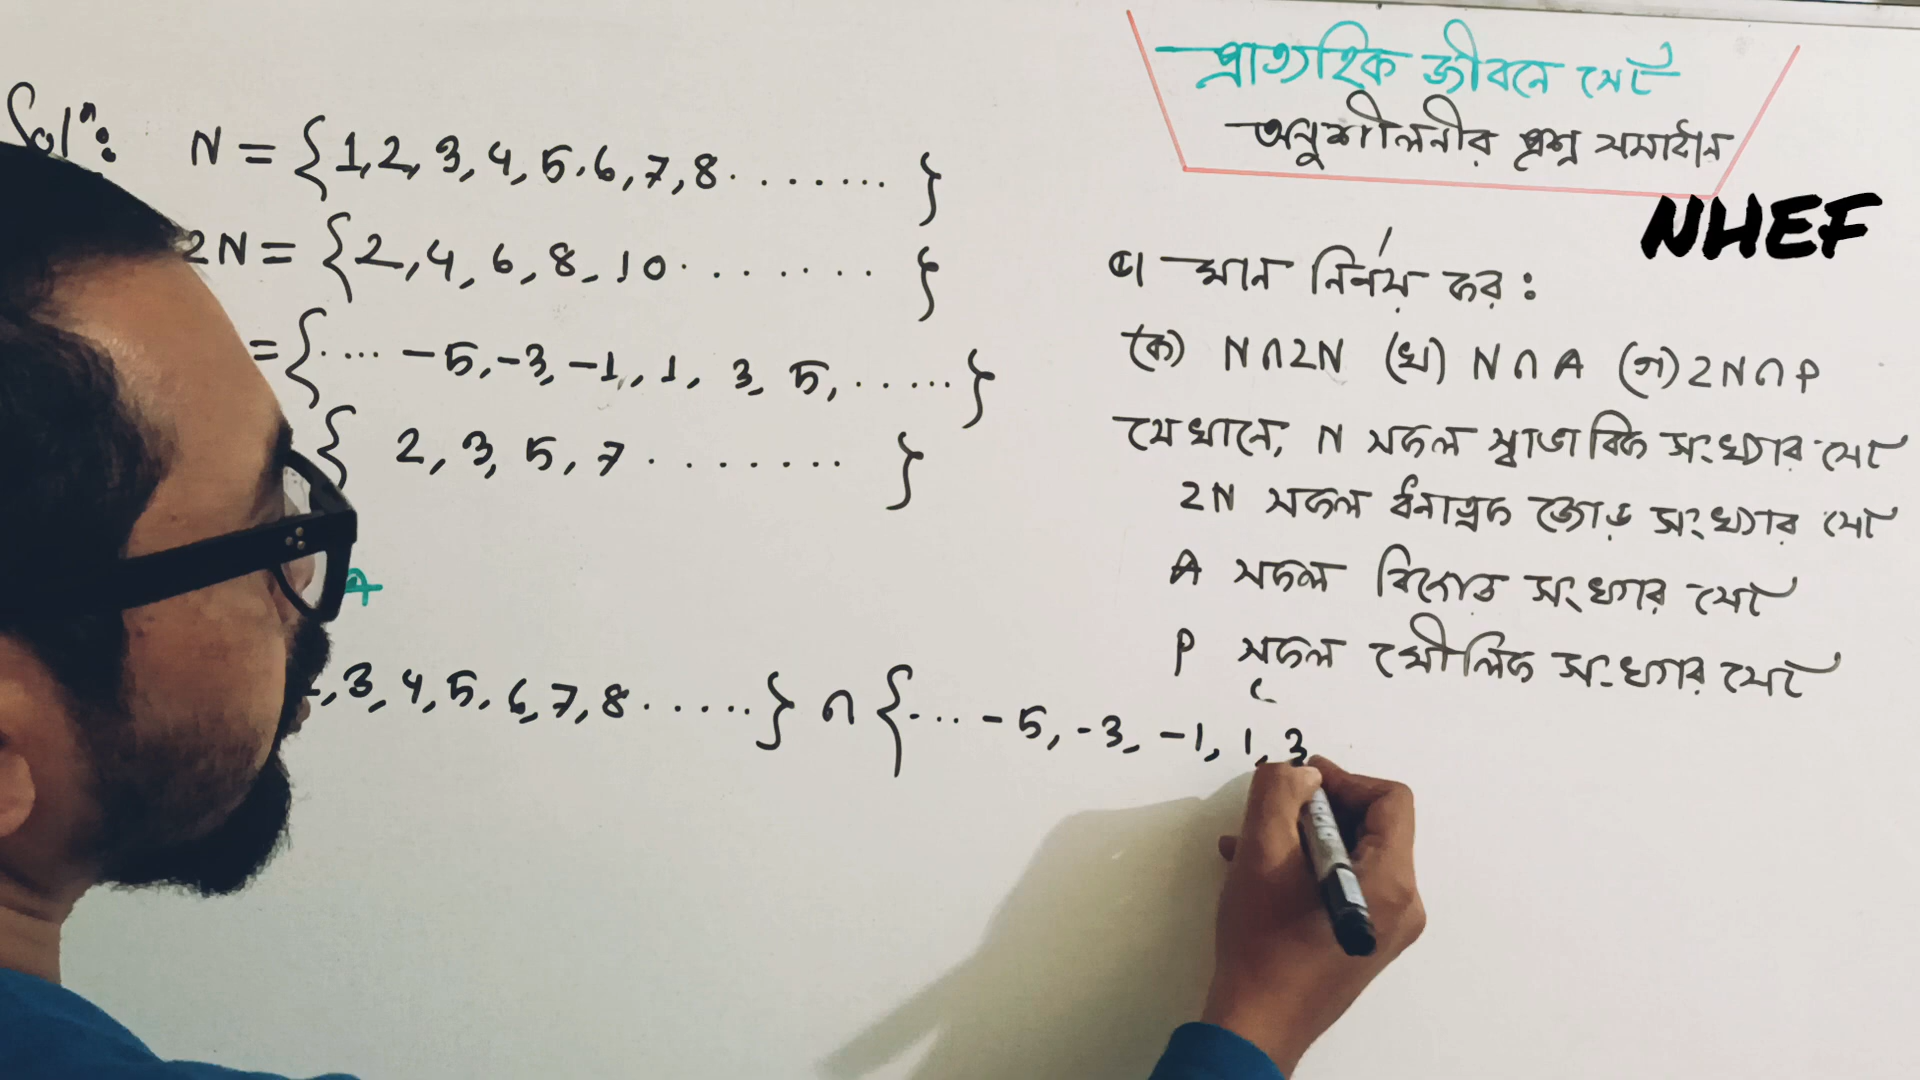 প্রাত্যহিক জীবনে সেট
অনুশীলনীর প্রশ্ন সমাধান
NHEF
Solⁿ: N = {1,2, 3, 4, 5, 6, 7, 8 ........ }
2N = {2, 4, 6, 8, 10 ........ }
= {.... -5, -3, -1, 1, 3, 5, ......}
{ 2, 3, 5, 7 ........ }
A
, 3, 4, 5, 6, 7, 8 ......} ∩ {... -5, -3, -1, 1, 3
৫। মান নির্ণয় কর :
(ক) N∩2N (খ) N∩A (গ) 2N∩P
যেখানে, N সকল স্বাভাবিক সংখ্যার সেট
2N সকল ধনাত্মক জোড় সংখ্যার সেট
A সকল বিজোড় সংখ্যার সেট
P সকল মৌলিক সংখ্যার সেট